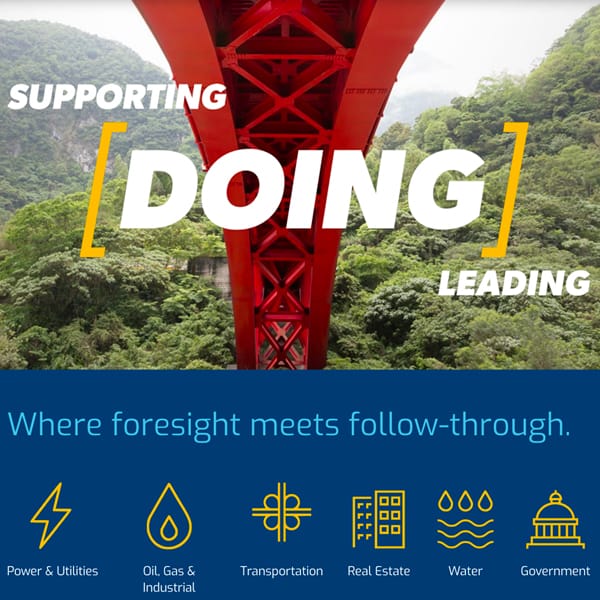 SUPPORTING
[DOING]
LEADING
Where foresight meets follow-through.
Power & Utilities
Oil, Gas &
Industrial
Transportation
Real Estate
Water
Government